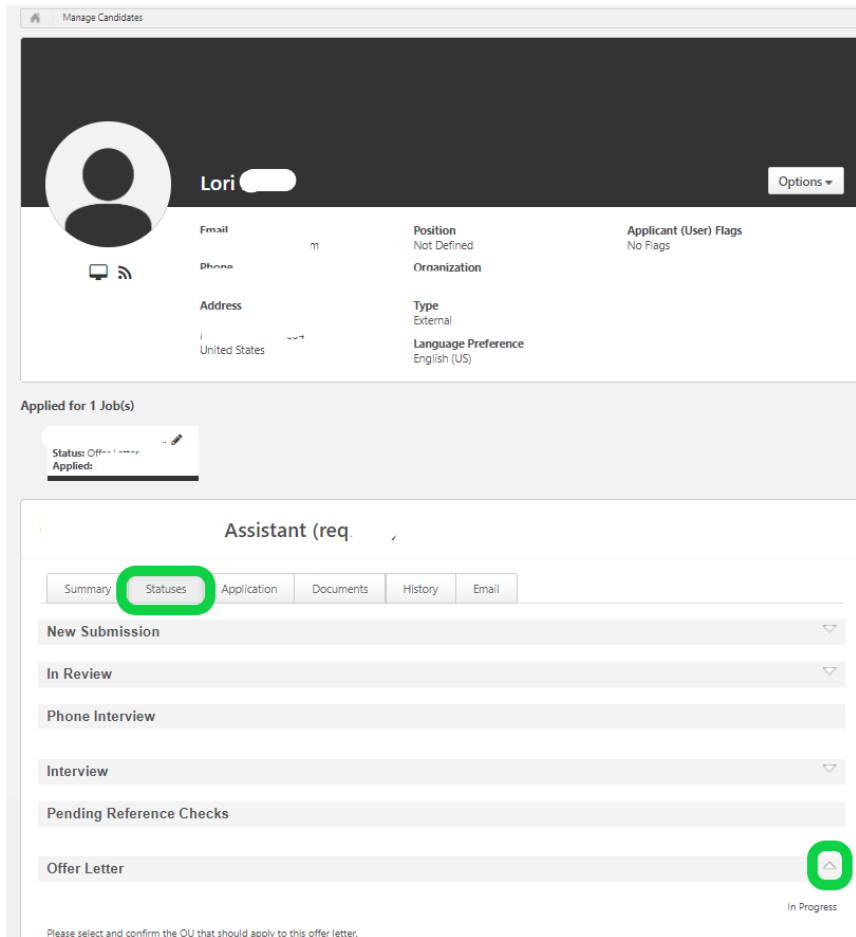 Manage Candidates
Lori
Options
Email
m
Position
Not Defined
Applicant (User) Flags
No Flags
Phone
Organization
Address
United States
Type
External
Language Preference
English (US)
Applied for 1 Job(s)
..
Status: Offer Letter
Applied:
Assistant (req.
Summary
Statuses
Application
Documents
History
Email
New Submission
In Review
Phone Interview
Interview
Pending Reference Checks
Offer Letter
In Progress
Please select and confirm the OU that should apply to this offer letter.